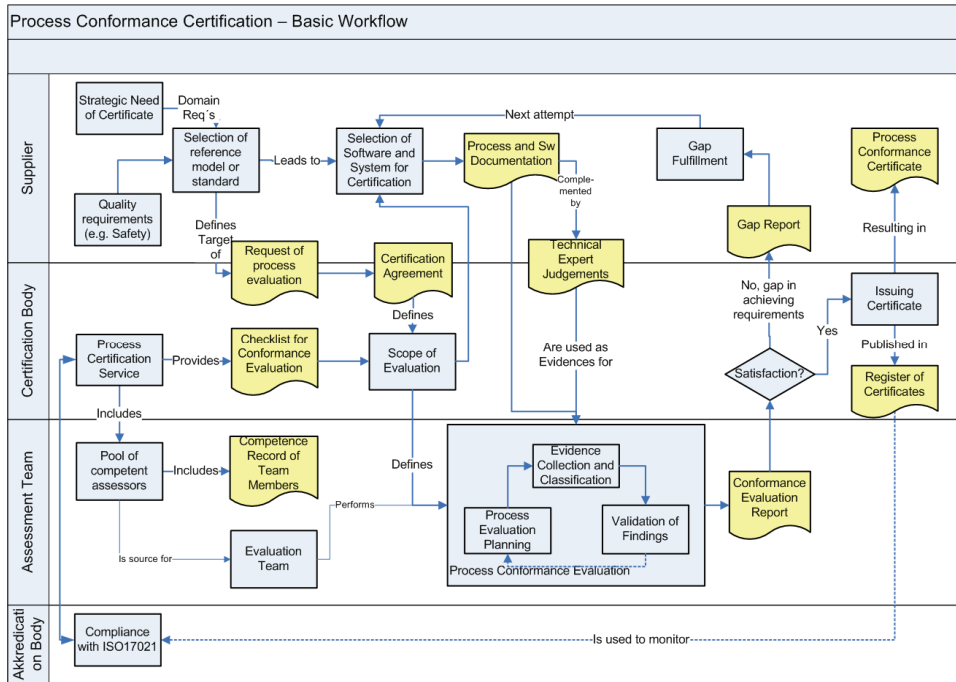 Process Conformance Certification – Basic Workflow
Supplier
Strategic Need
of Certificate
Domain
Req´s
Selection of
reference
model or
standard
Quality
requirements
(e.g. Safety)
Leads to
Selection of
Software and
System for
Certification
Next attempt
Process and Sw
Documentation
Comple-
mented
by
Gap
Fulfillment
Process
Conformance
Certificate
Defines
Target
of
Request of
process
evaluation
Certification
Agreement
Technical
Expert
Judgements
Gap Report
Resulting in
Certification Body
Defines
No, gap in
achieving
requirements
Issuing
Certificate
Yes
Process
Certification
Service
Provides
Checklist for
Conformance
Evaluation
Scope of
Evaluation
Are used as
Evidences for
Satisfaction?
Published in
Register of
Certificates
Includes
Assessment Team
Pool of
competent
assessors
Includes
Competence
Record of
Team
Members
Defines
Evidence
Collection and
Classification
Process
Evaluation
Planning
Validation of
Findings
Process Conformance Evaluation
Conformance
Evaluation
Report
Performs
Is source for
Evaluation
Team
Akkredicati
on Body
Compliance
with ISO17021
Is used to monitor